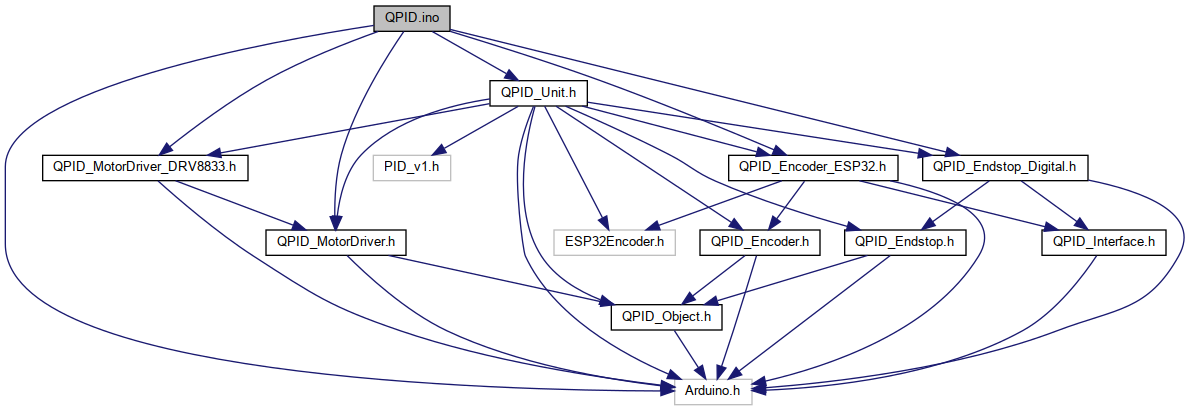 QPID.ino
QPID_Unit.h
QPID_MotorDriver_DRV8833.h
PID_v1.h
QPID_Encoder_ESP32.h
QPID_Endstop_Digital.h
QPID_MotorDriver.h
ESP32Encoder.h
QPID_Encoder.h
QPID_Endstop.h
QPID_Interface.h
QPID_Object.h
Arduino.h